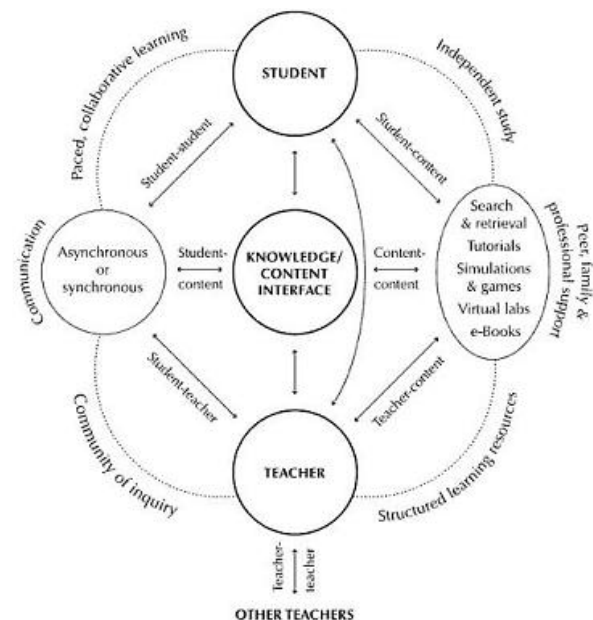 Paced, collaborative learning
STUDENT
Independent study
Student-student
Student-content
Communication
Asynchronous
or
synchronous
Student-
content
KNOWLEDGE/
CONTENT
INTERFACE
Content-
content
Search
& retrieval
Tutorials
Simulations
& games
Virtual labs
e-Books
Peer, family &
professional support
Student-teacher
Teacher-content
Community of inquiry
TEACHER
Structured learning resources
Teacher-
teacher
OTHER TEACHERS